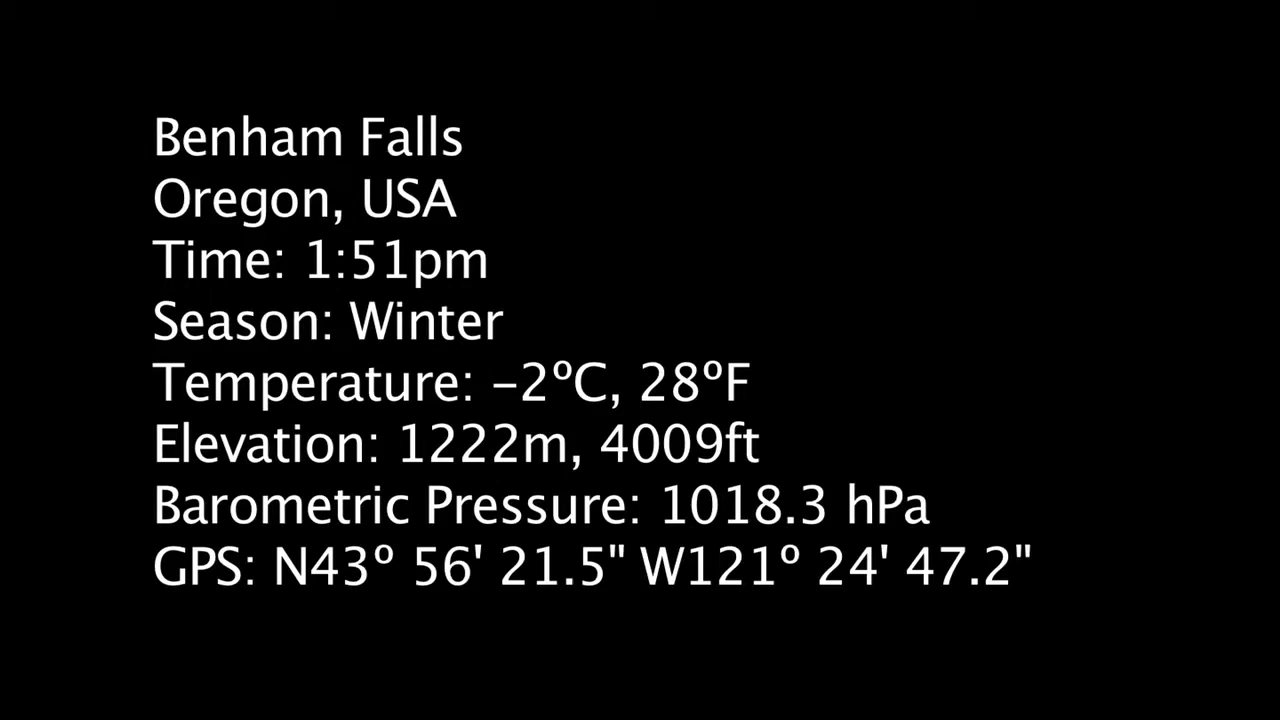 Benham Falls
Oregon, USA
Time: 1:51pm
Season: Winter
Temperature: -2ºC, 28ºF
Elevation: 1222m, 4009ft
Barometric Pressure: 1018.3 hPa
GPS: N43º 56' 21.5" W121º 24' 47.2"